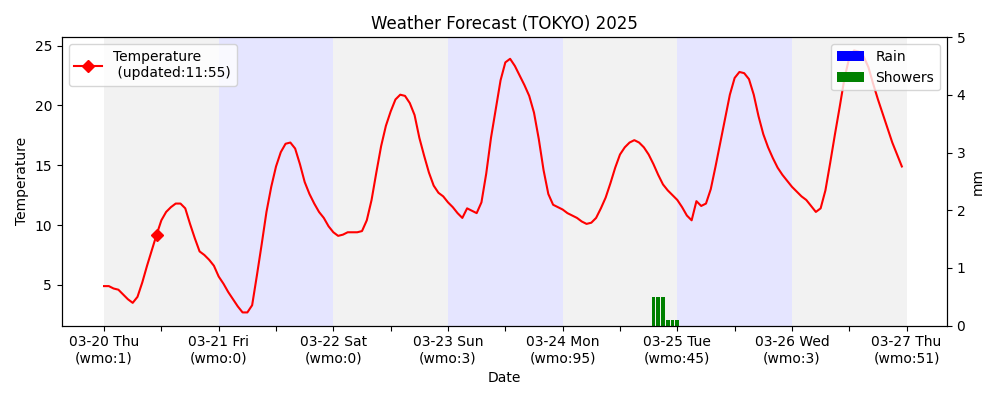 Weather Forecast (TOKYO) 2025
Temperature
(updated:11:55)
Rain
Showers
25
20
15
10
5
Temperature
5
4
3
2
1
0
mm
03-20 Thu
(wmo:1)
03-21 Fri
(wmo:0)
03-22 Sat
(wmo:0)
03-23 Sun
(wmo:3)
03-24 Mon
(wmo:95)
03-25 Tue
(wmo:45)
03-26 Wed
(wmo:3)
03-27 Thu
(wmo:51)
Date